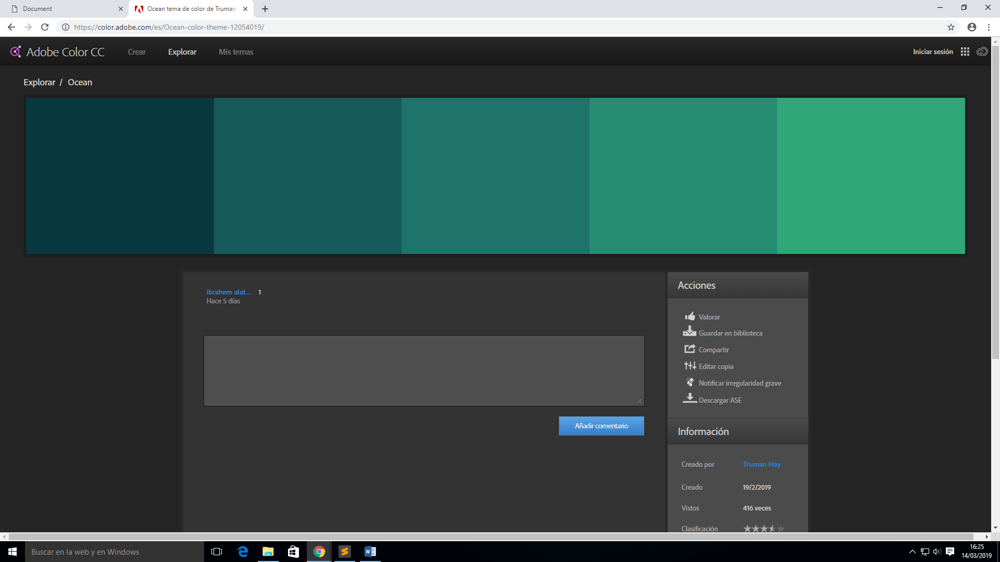 Document
Ocean tema de color de Truman
https://color.adobe.com/es/Ocean-color-theme-12054019/
Adobe Color CC
Crear
Explorar
Mis temas
Iniciar sesión
Explorar / Ocean
ibrahem alat... 1
Hace 5 días
Añadir comentario
Acciones
Valorar
Guardar en biblioteca
Compartir
Editar copia
Notificar irregularidad grave
Descargar ASE
Información
Creado por Truman Hoy
Creado 19/2/2019
Vistos 416 veces
Clasificación
Buscar en la web y en Windows
16:25
14/03/2019